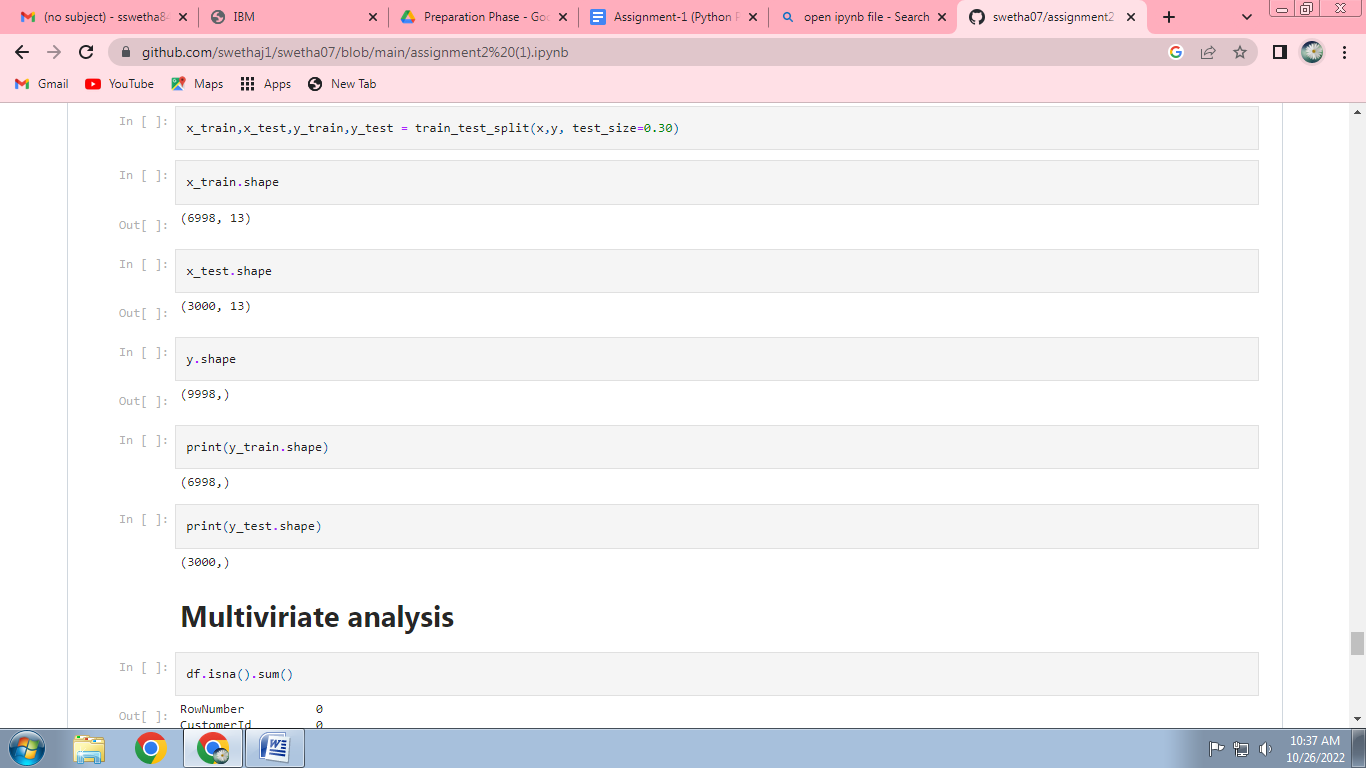 (no subject) - sswetha84
IBM
Preparation Phase - Goo
Assignment-1 (Python P
open ipynb file - Search
swetha07/assignment2
github.com/swethaj1/swetha07/blob/main/assignment2%20(1).ipynb
Gmail
YouTube
Maps
Apps
New Tab
In [ ]:
x_train,x_test,y_train,y_test = train_test_split(x,y, test_size=0.30)
In [ ]:
x_train.shape
Out[ ]:
(6998, 13)
In [ ]:
x_test.shape
Out[ ]:
(3000, 13)
In [ ]:
y.shape
Out[ ]:
(9998,)
In [ ]:
print(y_train.shape)
(6998,)
In [ ]:
print(y_test.shape)
(3000,)
Multiviriate analysis
In [ ]:
df.isna().sum()
Out[ ]:
RowNumber 0
CustomerId 0
10:37 AM
10/26/2022